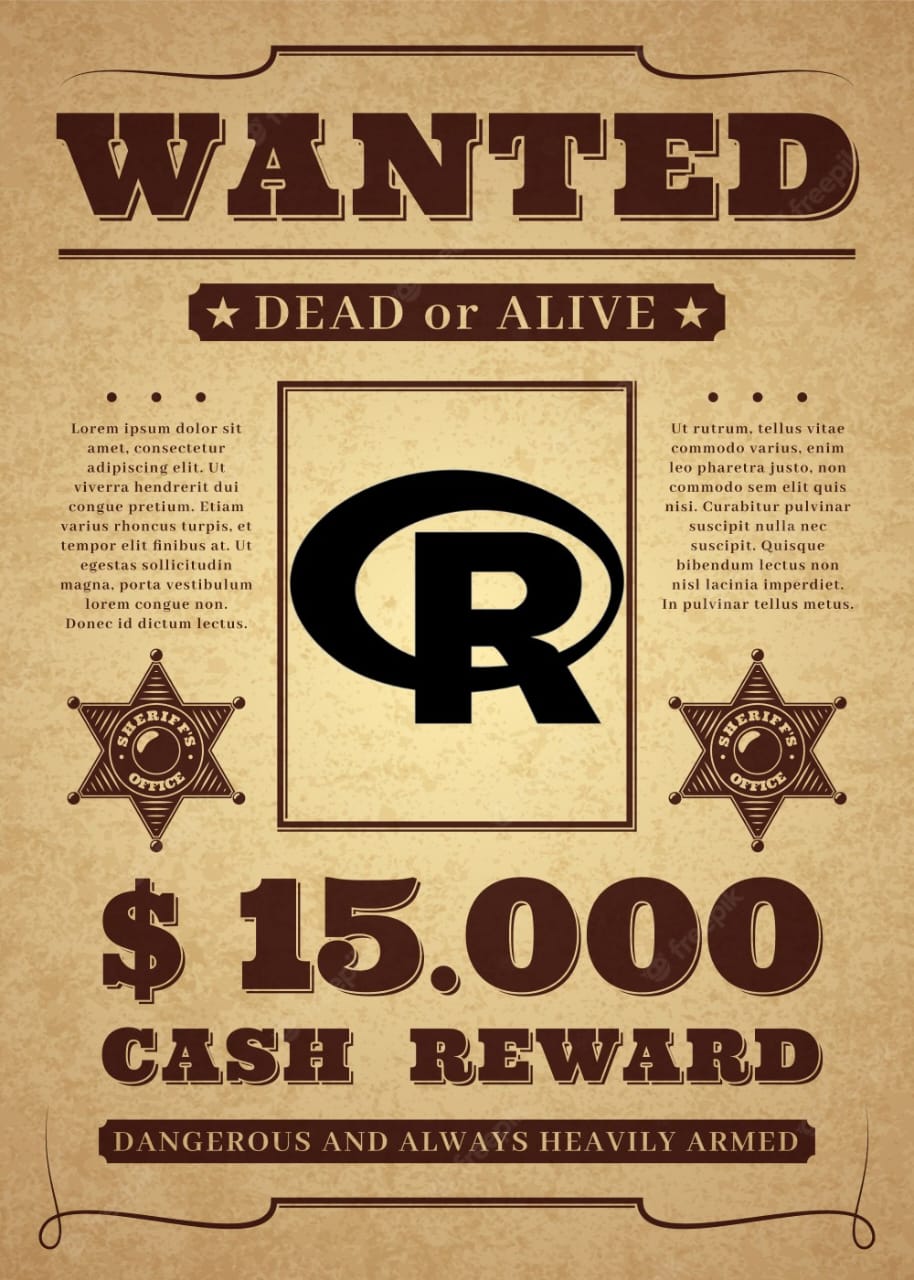 WANTED
★ DEAD or ALIVE ★
Lorem ipsum dolor sit
amet, consectetur
adipiscing elit. Ut
viverra hendrerit dui
congue pretium. Etiam
varius rhoncus turpis, et
tempor elit finibus at. Ut
egestas sollicitudin
magna, porta vestibulum
lorem congue non.
Donec id dictum lectus.
R
Ut rutrum, tellus vitae
commodo varius, enim
leo pharetra justo, non
commodo sem elit quis
nisi. Curabitur pulvinar
suscipit nulla nec
suscipit. Quisque
bibendum lectus non
nisl lacinia imperdiet.
In pulvinar tellus metus.
SHERIFF'S
OFFICE
SHERIFF'S
OFFICE
$ 15.000
CASH REWARD
DANGEROUS AND ALWAYS HEAVILY ARMED
freepik